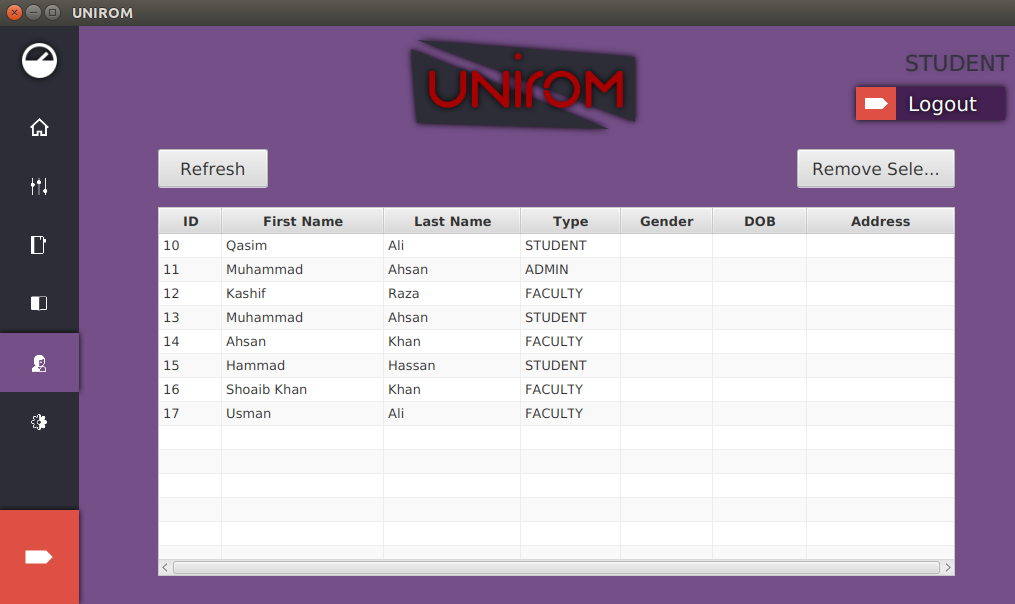 UNIROM
UNIROM
STUDENT
Logout
Refresh
Remove Sele...
ID First Name Last Name Type Gender DOB Address
10 Qasim Ali STUDENT
11 Muhammad Ahsan ADMIN
12 Kashif Raza FACULTY
13 Muhammad Ahsan STUDENT
14 Ahsan Khan FACULTY
15 Hammad Hassan STUDENT
16 Shoaib Khan Khan FACULTY
17 Usman Ali FACULTY